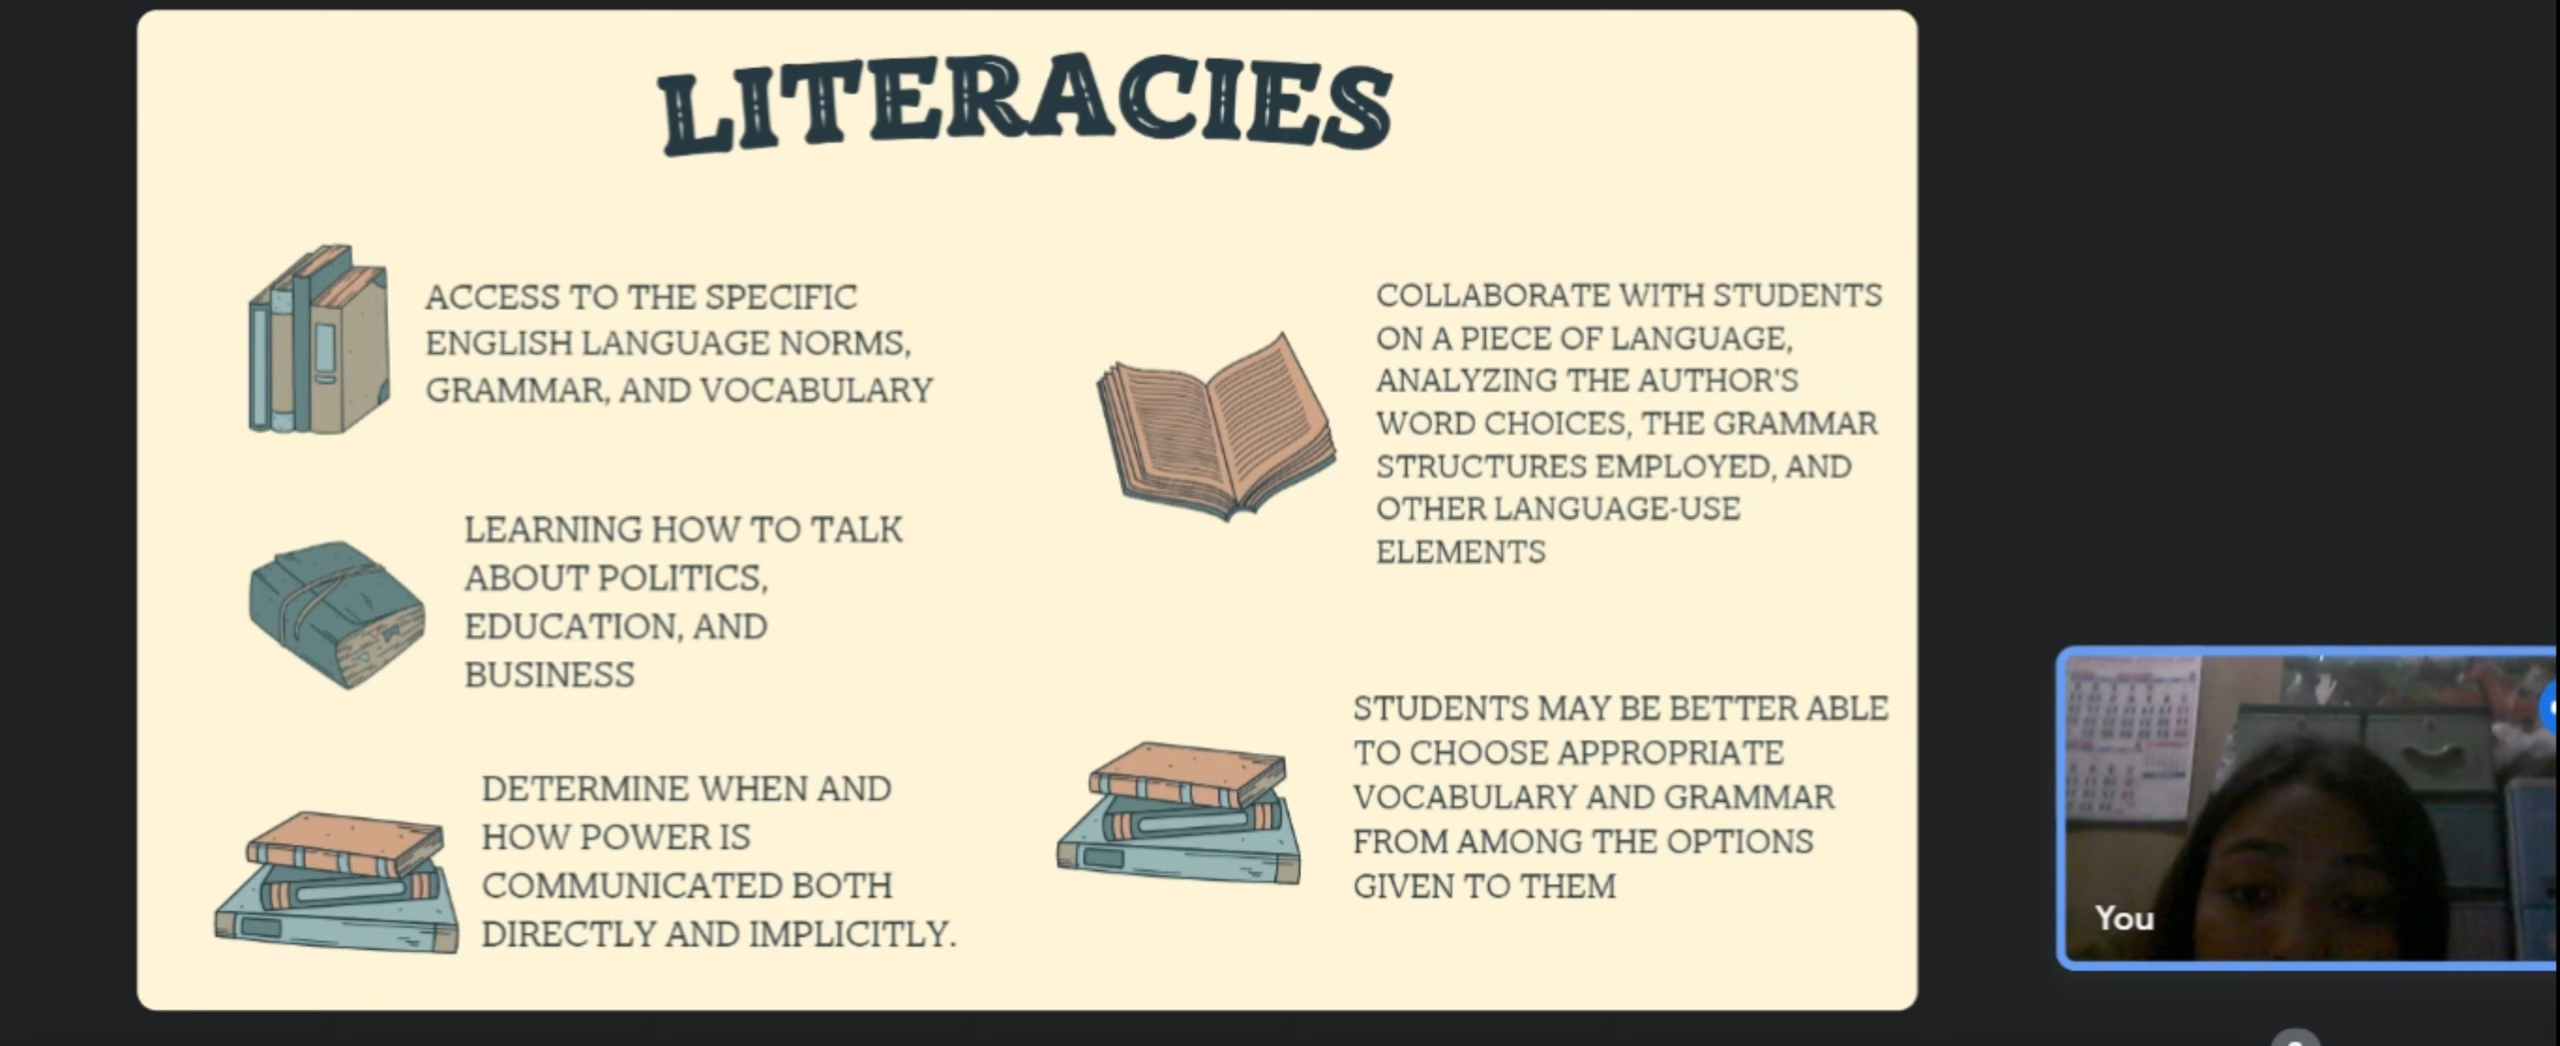 LITERACIES
ACCESS TO THE SPECIFIC
ENGLISH LANGUAGE NORMS,
GRAMMAR, AND VOCABULARY
LEARNING HOW TO TALK
ABOUT POLITICS,
EDUCATION, AND
BUSINESS
DETERMINE WHEN AND
HOW POWER IS
COMMUNICATED BOTH
DIRECTLY AND IMPLICITLY.
COLLABORATE WITH STUDENTS
ON A PIECE OF LANGUAGE,
ANALYZING THE AUTHOR'S
WORD CHOICES, THE GRAMMAR
STRUCTURES EMPLOYED, AND
OTHER LANGUAGE-USE
ELEMENTS
STUDENTS MAY BE BETTER ABLE
TO CHOOSE APPROPRIATE
VOCABULARY AND GRAMMAR
FROM AMONG THE OPTIONS
GIVEN TO THEM
You